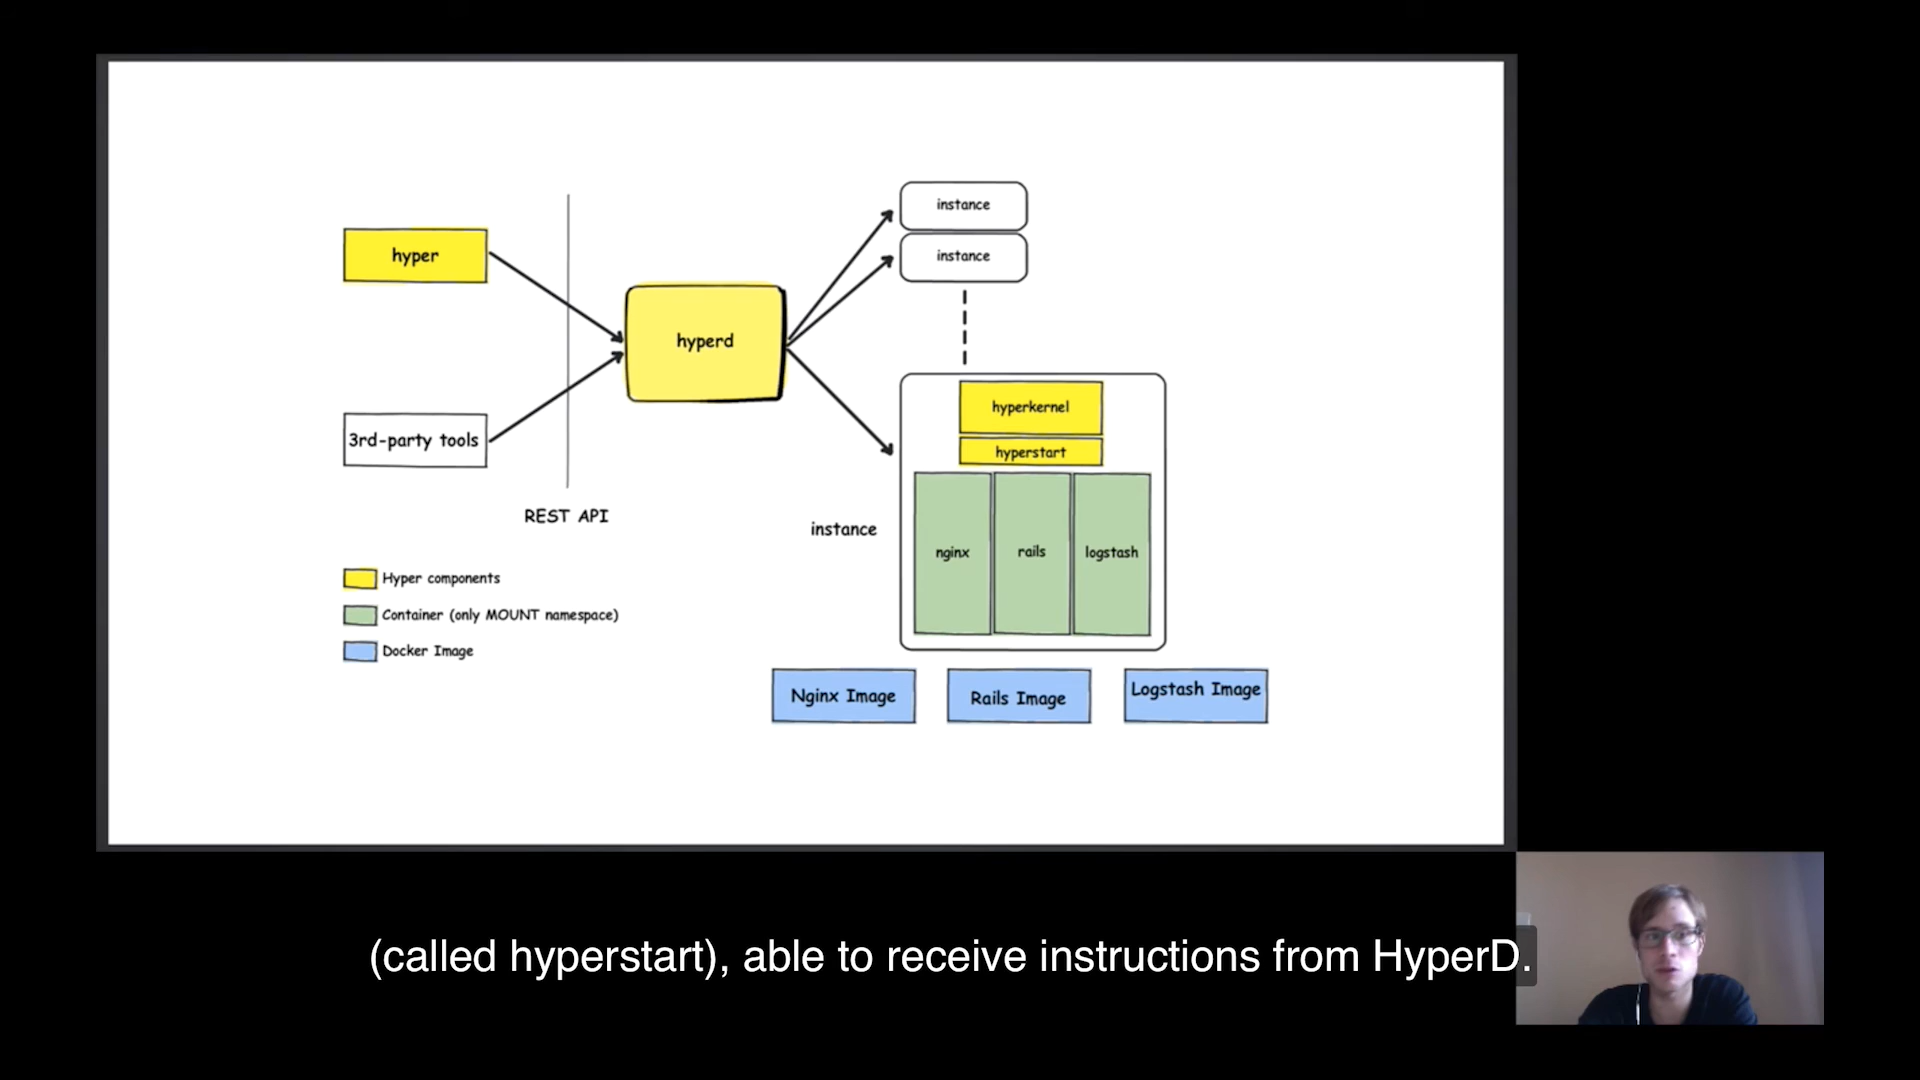 instance
instance
hyper
hyperd
3rd-party tools
hyperkernel
hyperstart
REST API
instance
nginx
rails
logstash
Hyper components
Container (only MOUNT namespace)
Docker Image
Nginx Image
Rails Image
Logstash Image
(called hyperstart), able to receive instructions from HyperD.